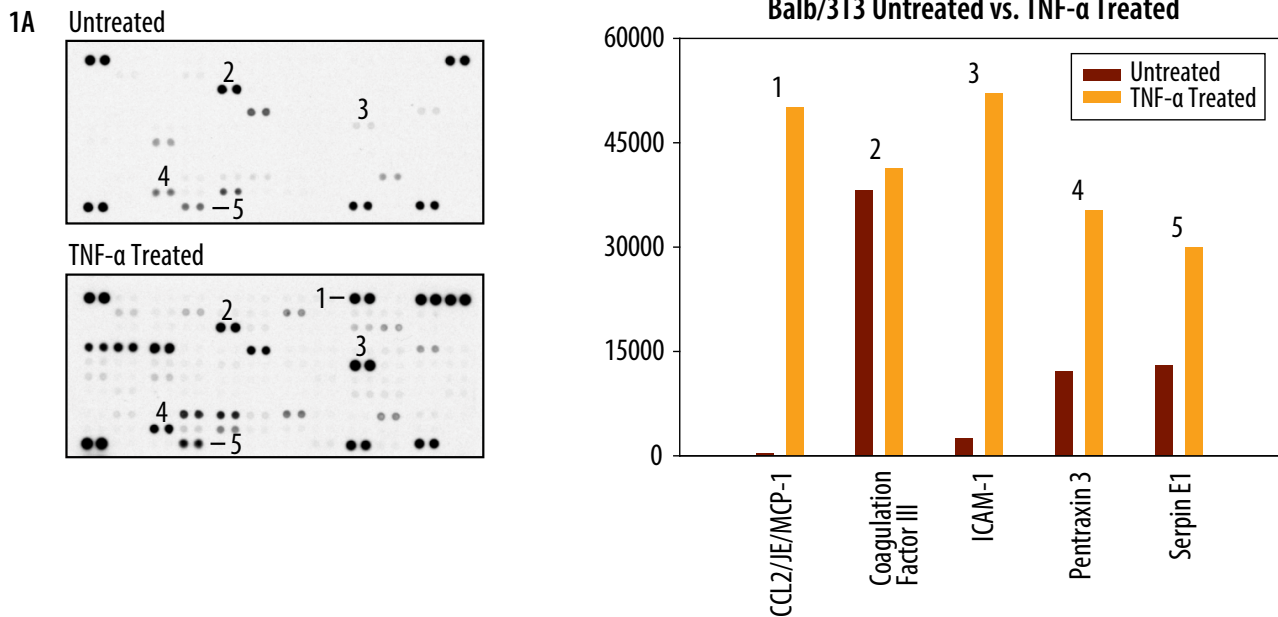 1A
Untreated
2
3
4
5
TNF-α Treated
1
2
3
4
5
Balb/3T3 Untreated vs. TNF-α Treated
60000
45000
30000
15000
0
Untreated
TNF-α Treated
1
2
3
4
5
CCL2/JE/MCP-1
Coagulation
Factor III
ICAM-1
Pentraxin 3
Serpin E1